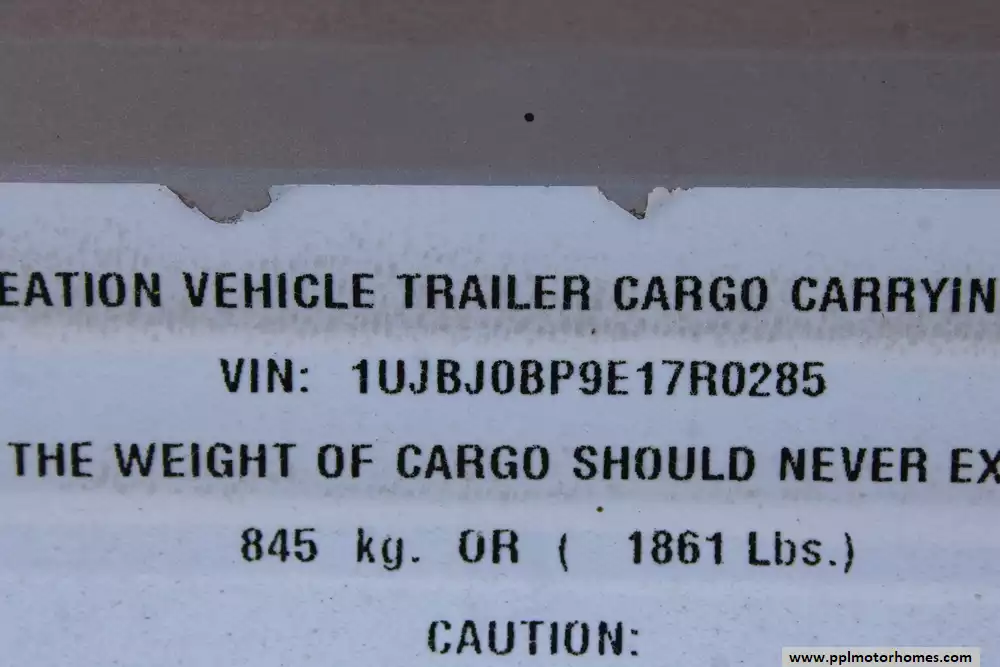 EATION VEHICLE TRAILER CARGO CARRYIN
VIN: 1UJBJ0BP9E17R0285
THE WEIGHT OF CARGO SHOULD NEVER EX
845 kg. OR ( 1861 Lbs.)
CAUTION:
www.pplmotorhomes.com